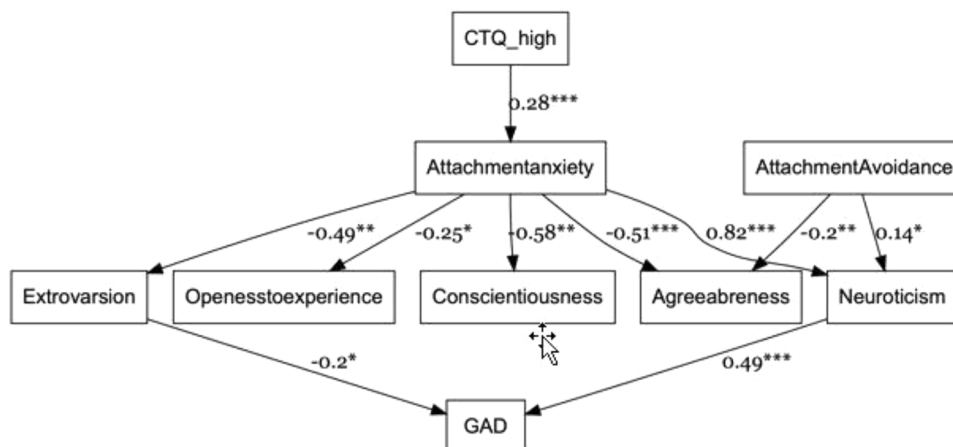 CTQ_high
0.28***
Attachmentanxiety
AttachmentAvoidance
-0.49**
-0.25*
-0.58**
-0.51***
0.82***
-0.2**
0.14*
Extrovarsion
Openesstoexperience
Conscientiousness
Agreeabreness
Neuroticism
-0.2*
0.49***
GAD